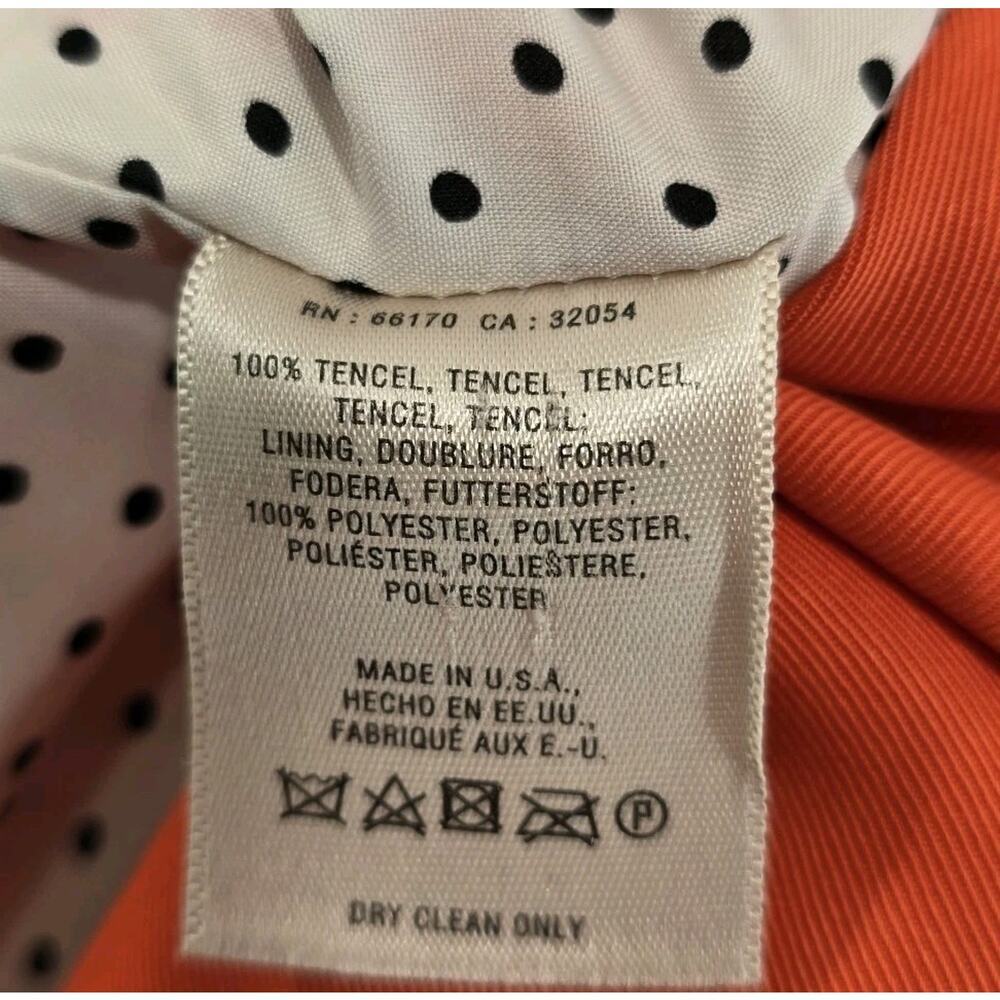 RN : 66170 CA : 32054
100% TENCEL, TENCEL, TENCEL,
TENCEL, TENCEL;
LINING, DOUBLURE, FORRO,
FODERA, FUTTERSTOFF:
100% POLYESTER, POLYESTER,
POLIÉSTER, POLIESTERE,
POLYESTER
MADE IN U.S.A.,
HECHO EN EE.UU.,
FABRIQUÉ AUX E.-U.
P
DRY CLEAN ONLY